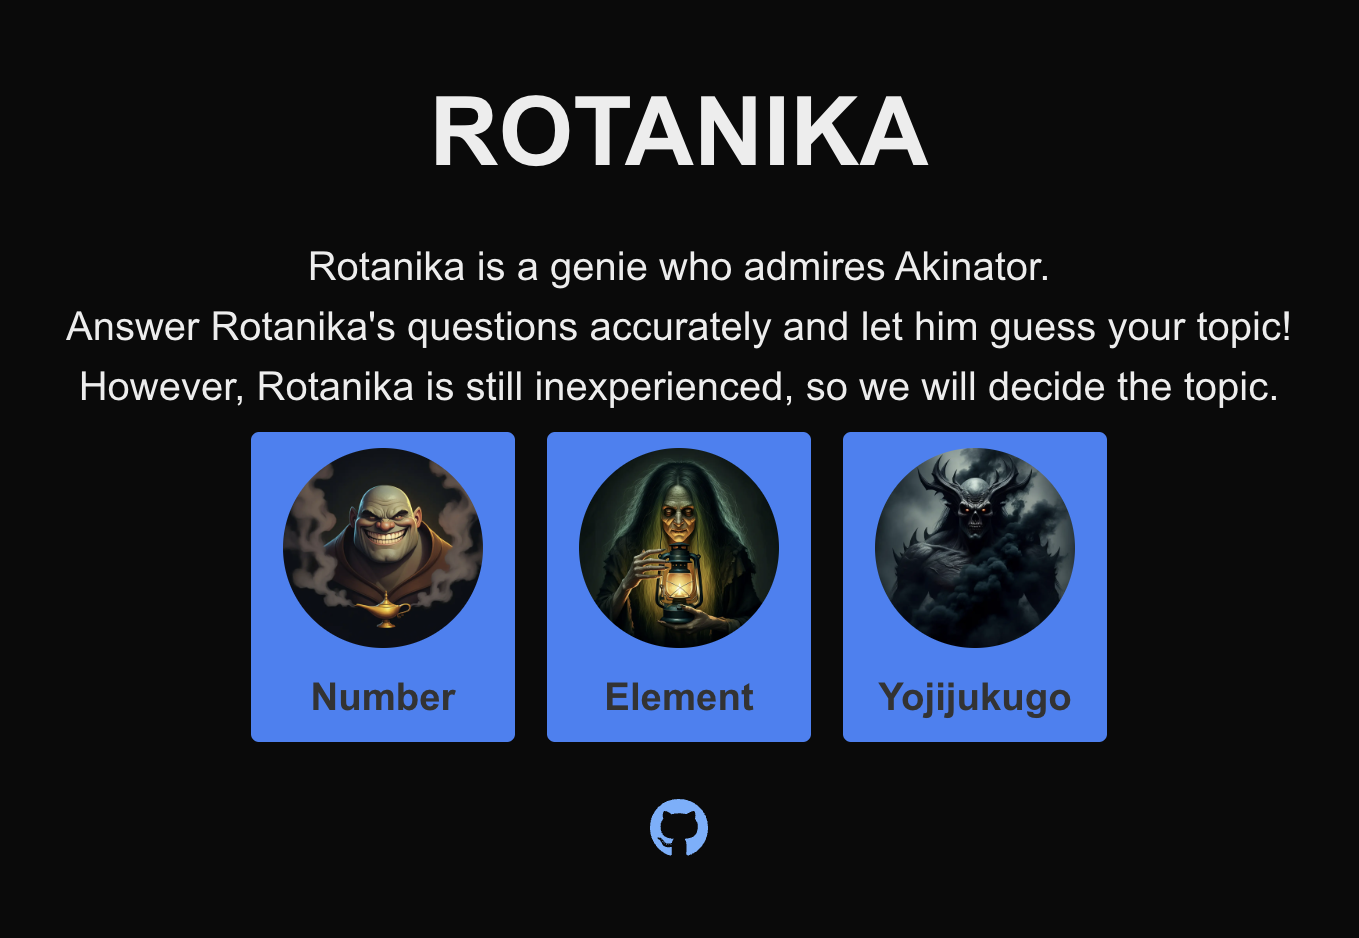 ROTANIKA
Rotanika is a genie who admires Akinator.
Answer Rotanika's questions accurately and let him guess your topic!
However, Rotanika is still inexperienced, so we will decide the topic.
Number
Element
Yojijukugo